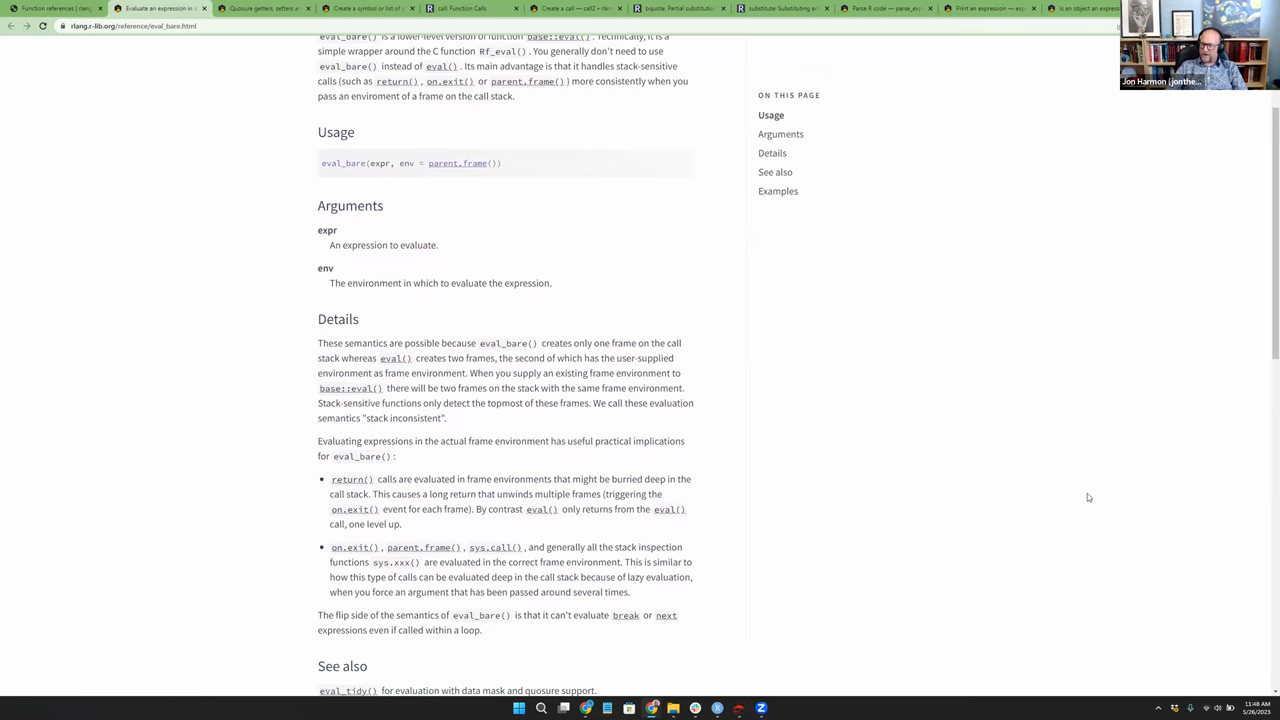 Function references | rlang
Evaluate an expression in a
Quosure getters, setters a
Create a symbol or list of s
call: Function Calls
Create a call — call2 • rlang
bquote: Partial substitution
substitute: Substituting an
Parse R code — parse_exp
Print an expression — exp
Is an object an expres
rlang.r-lib.org/reference/eval_bare.html
eval_bare() is a lower-level version of function base::eval(). Technically, it is a
simple wrapper around the C function Rf_eval(). You generally don't need to use
eval_bare() instead of eval(). Its main advantage is that it handles stack-sensitive
calls (such as return(), on.exit() or parent.frame()) more consistently when you
pass an enviroment of a frame on the call stack.
Usage
eval_bare(expr, env = parent.frame())
Arguments
expr
An expression to evaluate.
env
The environment in which to evaluate the expression.
Details
These semantics are possible because eval_bare() creates only one frame on the call
stack whereas eval() creates two frames, the second of which has the user-supplied
environment as frame environment. When you supply an existing frame environment to
base::eval() there will be two frames on the stack with the same frame environment.
Stack-sensitive functions only detect the topmost of these frames. We call these evaluation
semantics "stack inconsistent".
Evaluating expressions in the actual frame environment has useful practical implications
for eval_bare():
• return() calls are evaluated in frame environments that might be burried deep in the
call stack. This causes a long return that unwinds multiple frames (triggering the
on.exit() event for each frame). By contrast eval() only returns from the eval()
call, one level up.
• on.exit(), parent.frame(), sys.call(), and generally all the stack inspection
functions sys.xxx() are evaluated in the correct frame environment. This is similar to
how this type of calls can be evaluated deep in the call stack because of lazy evaluation,
when you force an argument that has been passed around several times.
The flip side of the semantics of eval_bare() is that it can't evaluate break or next
expressions even if called within a loop.
See also
eval_tidy() for evaluation with data mask and quosure support.
ON THIS PAGE
Usage
Arguments
Details
See also
Examples
Jon Harmon (jonthe...
11:48 AM
5/26/2023